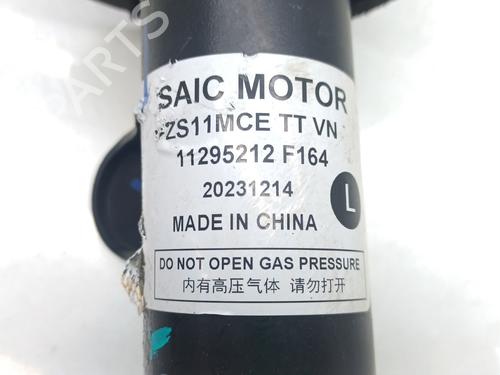 SAIC MOTOR
ZS11MCE TT VN
11295212 F164
20231214
L
MADE IN CHINA
DO NOT OPEN GAS PRESSURE
内有高压气体 请勿打开